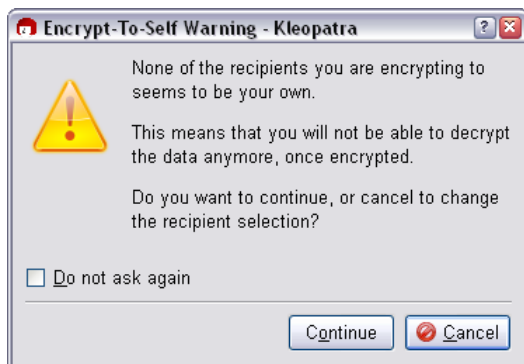 Encrypt-To-Self Warning - Kleopatra
None of the recipients you are encrypting to
seems to be your own.
This means that you will not be able to decrypt
the data anymore, once encrypted.
Do you want to continue, or cancel to change
the recipient selection?
Do not ask again
Continue
Cancel